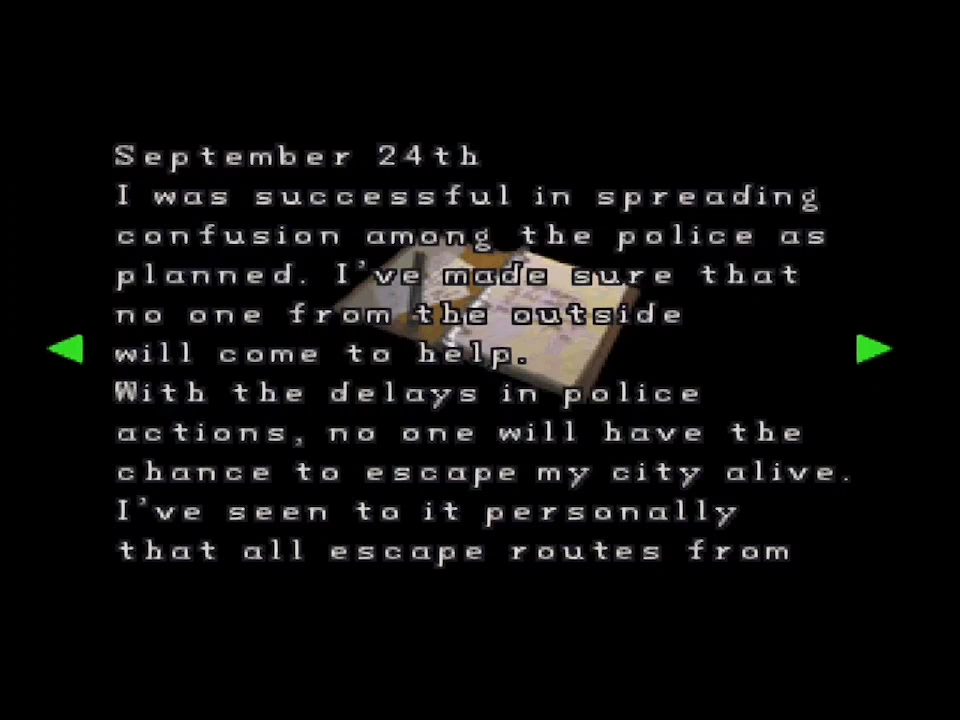 September 24th
I was successful in spreading
confusion among the police as
planned. I've made sure that
no one from the outside
will come to help.
With the delays in police
actions, no one will have the
chance to escape my city alive.
I've seen to it personally
that all escape routes from